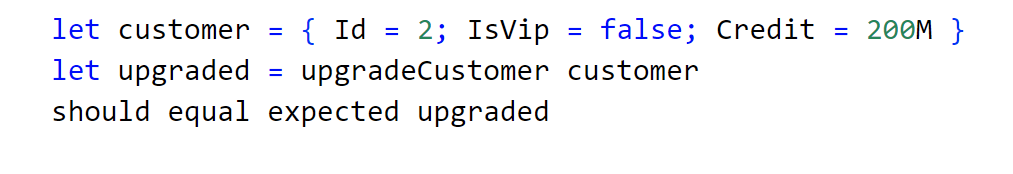 let customer = { Id = 2; IsVip = false; Credit = 200M }
let upgraded = upgradeCustomer customer
should equal expected upgraded